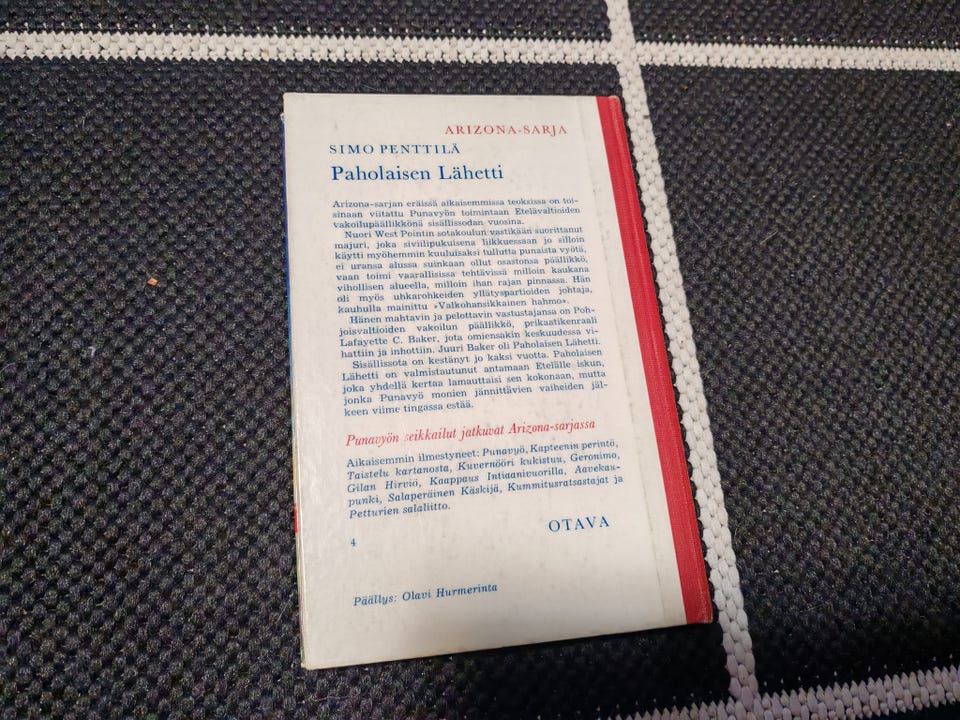 ARIZONA-SARJA
SIMO PENTTILÄ
Paholaisen Lähetti
Arizona-sarjan eräissä aikaisemmissa teoksissa on toi-
sinaan viitattu Punavyön toimintaan Etelävaltioiden
vakoilupäällikkönä sisällissodan vuosina.
Nuori West Pointin sotakoulun vastikään suorittanut
majuri, joka siviilipukuisena liikkuessaan jo silloin
käytti myöhemmin kuuluisaksi tullutta punaista vyötä,
ei uransa alussa suinkaan ollut osastonsa päällikkö,
vaan toimi vaarallisissa tehtävissä milloin kaukana
vihollisen alueella, milloin ihan rajan pinnassa. Hän
oli myös uhkarohkeiden yllätyspartioiden johtaja,
kauhulla mainittu »Valkohansikkainen hahmo».
Hänen mahtavin ja pelottavin vastustajansa on Poh-
joisvaltioiden vakoilun päällikkö, prikaatikenraali
Lafayette C. Baker, jota omiensakin keskuudessa vi-
hattiin ja inhottiin. Juuri Baker oli Paholaisen Lähetti.
Sisällissota on kestänyt jo kaksi vuotta. Paholaisen
Lähetti on valmistautunut antamaan Etelälle iskun,
joka yhdellä kertaa lamauttaisi sen kokonaan, mutta
jonka Punavyö monien jännittävien vaiheiden jäl-
keen viime tingassa estää.
Punavyön seikkailut jatkuvat Arizona-sarjassa
Aikaisemmin ilmestyneet: Punavyö, Kapteenin perintö,
Taistelu kartanosta, Kuvernööri kukistuu, Geronimo,
Gilan Hirviö, Kaappaus Intiaanivuorilla, Aavekau-
punki, Salaperäinen Käskijä, Kummitusratsastajat ja
Petturien salaliitto.
OTAVA
4
Päällys: Olavi Hurmerinta